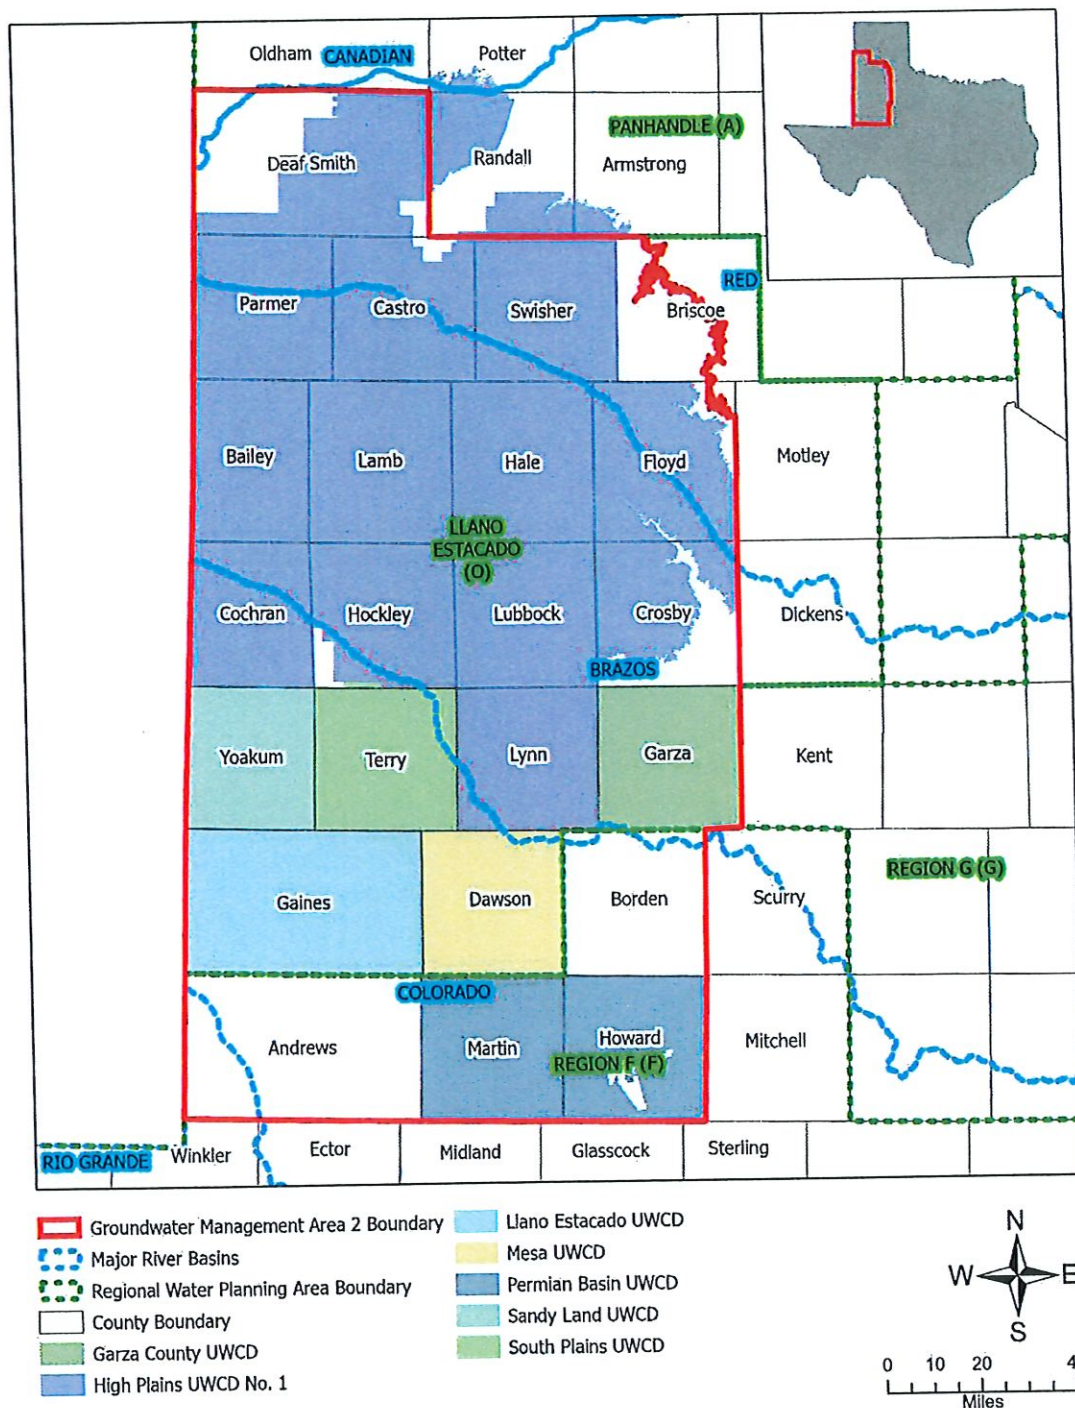 Oldham
CANADIAN
Potter
PANHANDLE (A)
Deaf Smith
Randall
Armstrong
RED
Parmer
Castro
Swisher
Briscoe
Bailey
Lamb
Hale
Floyd
Motley
LLANO
ESTACADO
(O)
Cochran
Hockley
Lubbock
Crosby
Dickens
BRAZOS
Yoakum
Terry
Lynn
Garza
Kent
REGION G (G)
Gaines
Dawson
Borden
Scurry
COLORADO
Andrews
Martin
Howard
Mitchell
REGION F (F)
RIO GRANDE
Winkler
Ector
Midland
Glasscock
Sterling
Groundwater Management Area 2 Boundary
Major River Basins
Regional Water Planning Area Boundary
County Boundary
Garza County UWCD
High Plains UWCD No. 1
Llano Estacado UWCD
Mesa UWCD
Permian Basin UWCD
Sandy Land UWCD
South Plains UWCD
N
W E
S
0 10 20
Miles